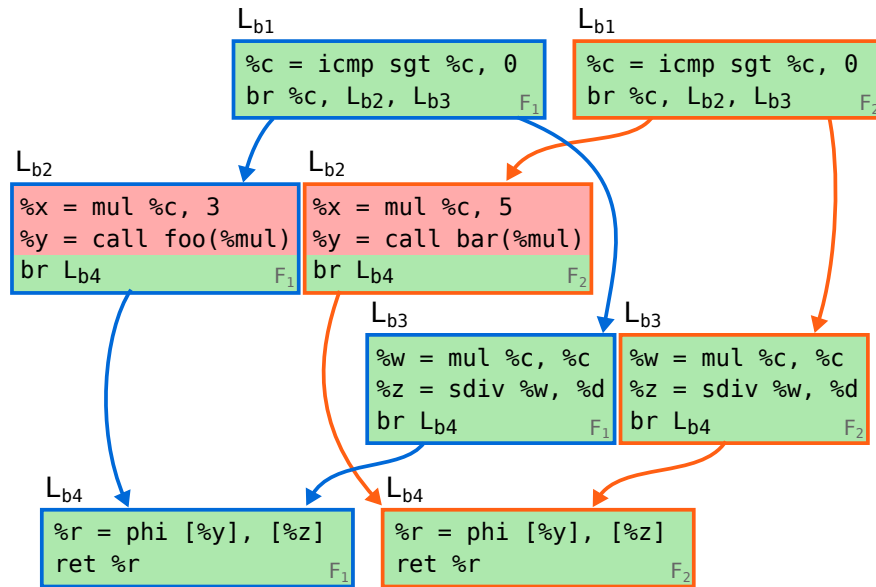 Lb1
%c = icmp sgt %c, 0
br %c, Lb2, Lb3
F1
Lb1
%c = icmp sgt %c, 0
br %c, Lb2, Lb3
F2
Lb2
%x = mul %c, 3
%y = call foo(%mul)
br Lb4
F1
Lb2
%x = mul %c, 5
%y = call bar(%mul)
br Lb4
F2
Lb3
%w = mul %c, %c
%z = sdiv %w, %d
br Lb4
F1
Lb3
%w = mul %c, %c
%z = sdiv %w, %d
br Lb4
F2
Lb4
%r = phi [%y], [%z]
ret %r
F1
Lb4
%r = phi [%y], [%z]
ret %r
F2